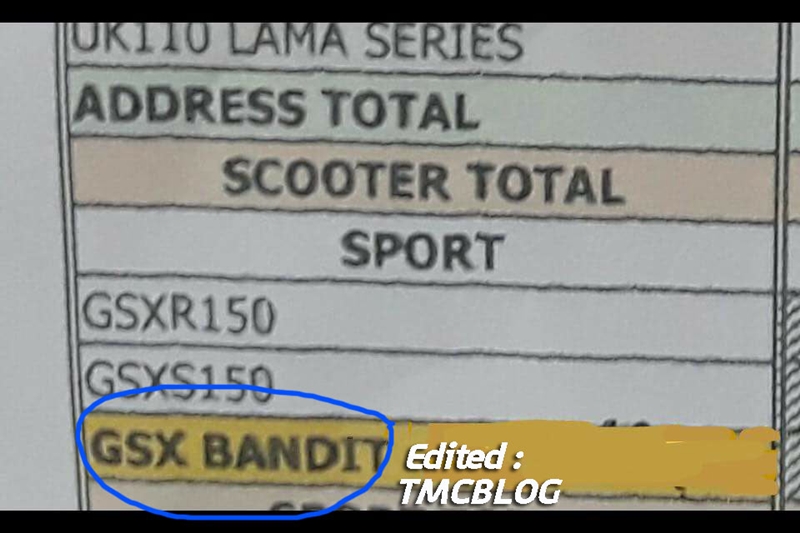 UK110 LAMA SERIES
ADDRESS TOTAL
SCOOTER TOTAL
SPORT
GSXR150
GSXS150
GSX BANDIT
Edited :
TMCBLOG